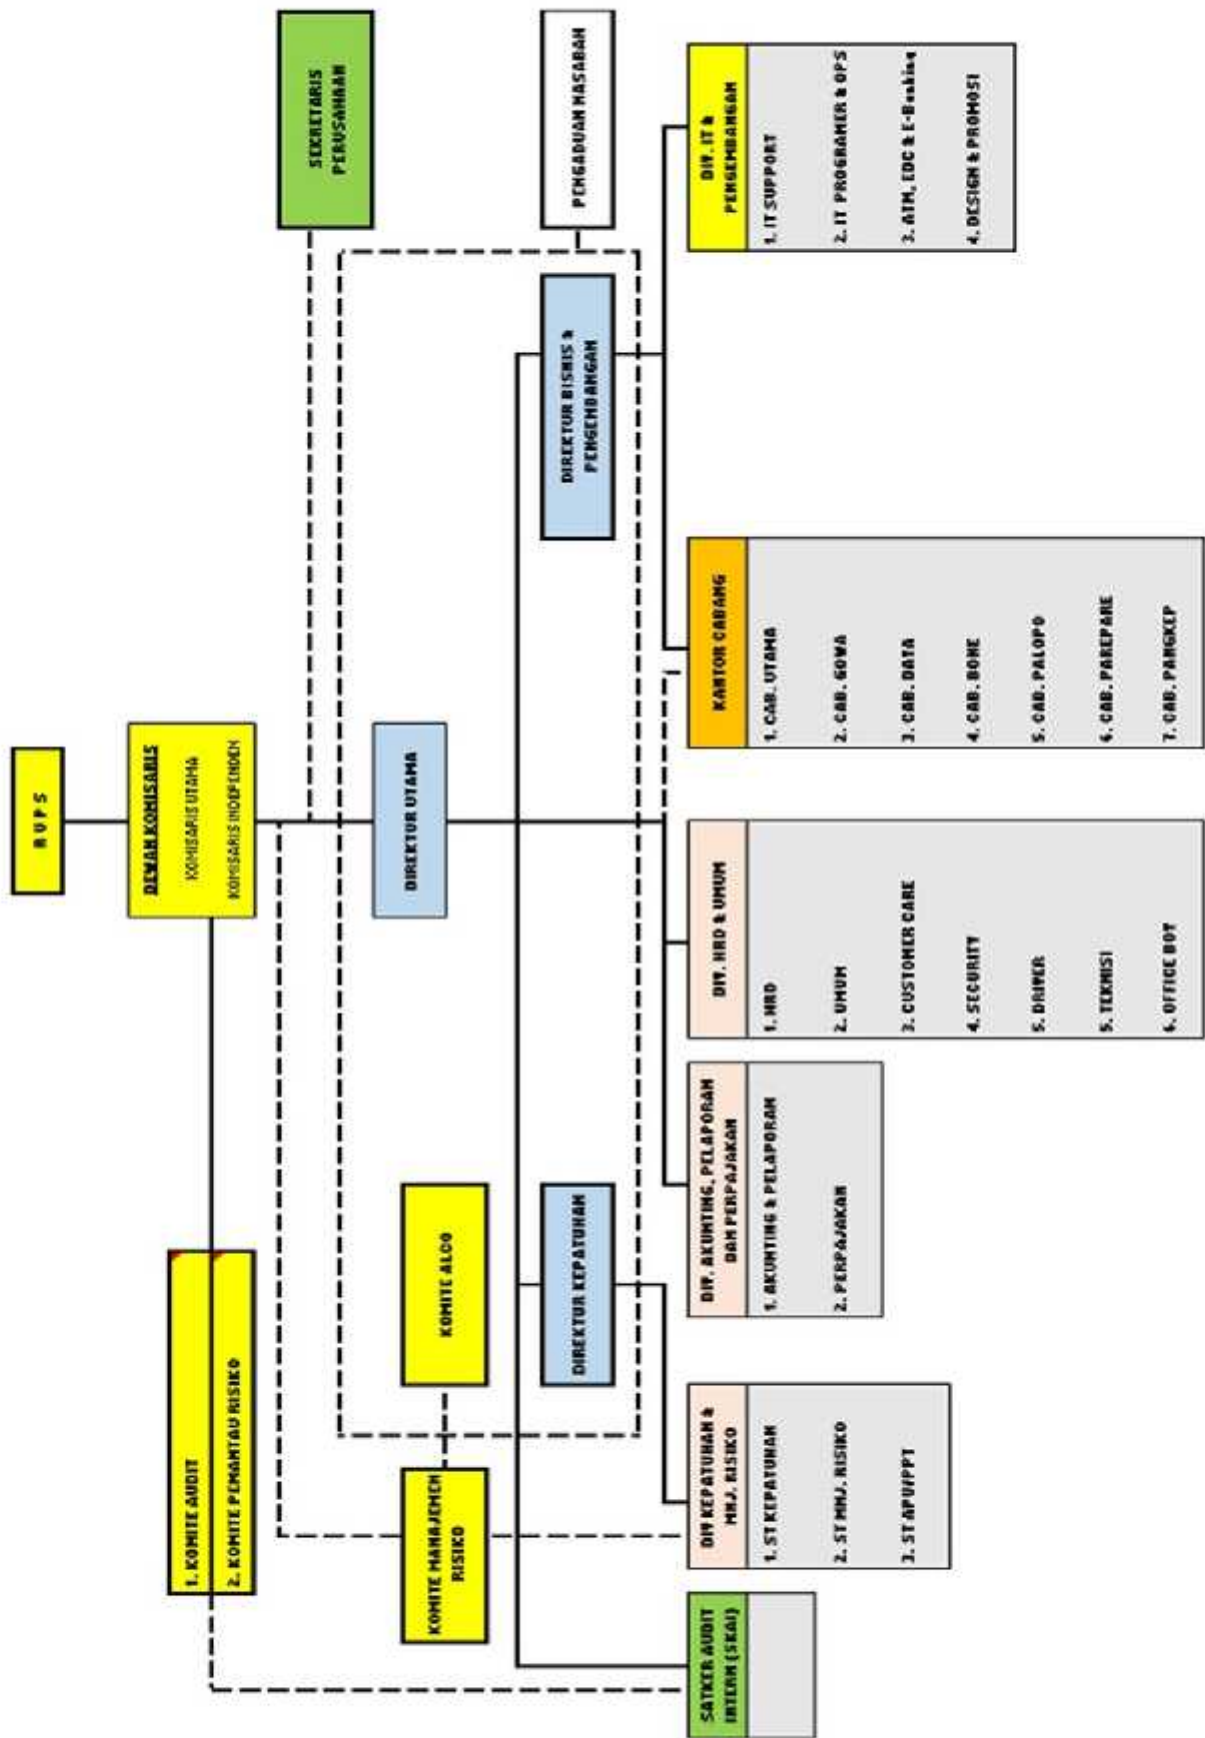 R U P S
DEWAN KOMISARIS
KOMISARIS UTAMA
KOMISARIS INDEPENDEN
1. KOMITE AUDIT
2. KOMITE PEMANTAU RISIKO
SEKRETARIS
PERUSAHAAN
DIREKTUR UTAMA
KOMITE MANAJEMEN
RISIKO
KOMITE ALCO
DIREKTUR KEPATUHAN
DIREKTUR BISNIS &
PENGEMBANGAN
PENGADUAN NASABAH
SATKER AUDIT
INTERN (SKAI)
DIV KEPATUHAN &
MNJ. RISIKO
1. ST KEPATUHAN
2. ST MNJ. RISIKO
3. ST APU/PPT
DIV. AKUNTING, PELAPORAN
DAN PERPAJAKAN
1. AKUNTING & PELAPORAN
2. PERPAJAKAN
DIV. HRD & UMUM
1. HRD
2. UMUM
3. CUSTOMER CARE
4. SECURITY
5. DRIVER
5. TEKNISI
6. OFFICE BOY
KANTOR CABANG
1. CAB. UTAMA
2. CAB. GOWA
3. CAB. DATA
4. CAB. BONE
5. CAB. PALOPO
6. CAB. PAREPARE
7. CAB. PANGKEP
DIV. IT &
PENGEMBANGAN
1. IT SUPPORT
2. IT PROGRAMER & OPS
3. ATM, EDC & E-Banking
4. DESIGN & PROMOSI